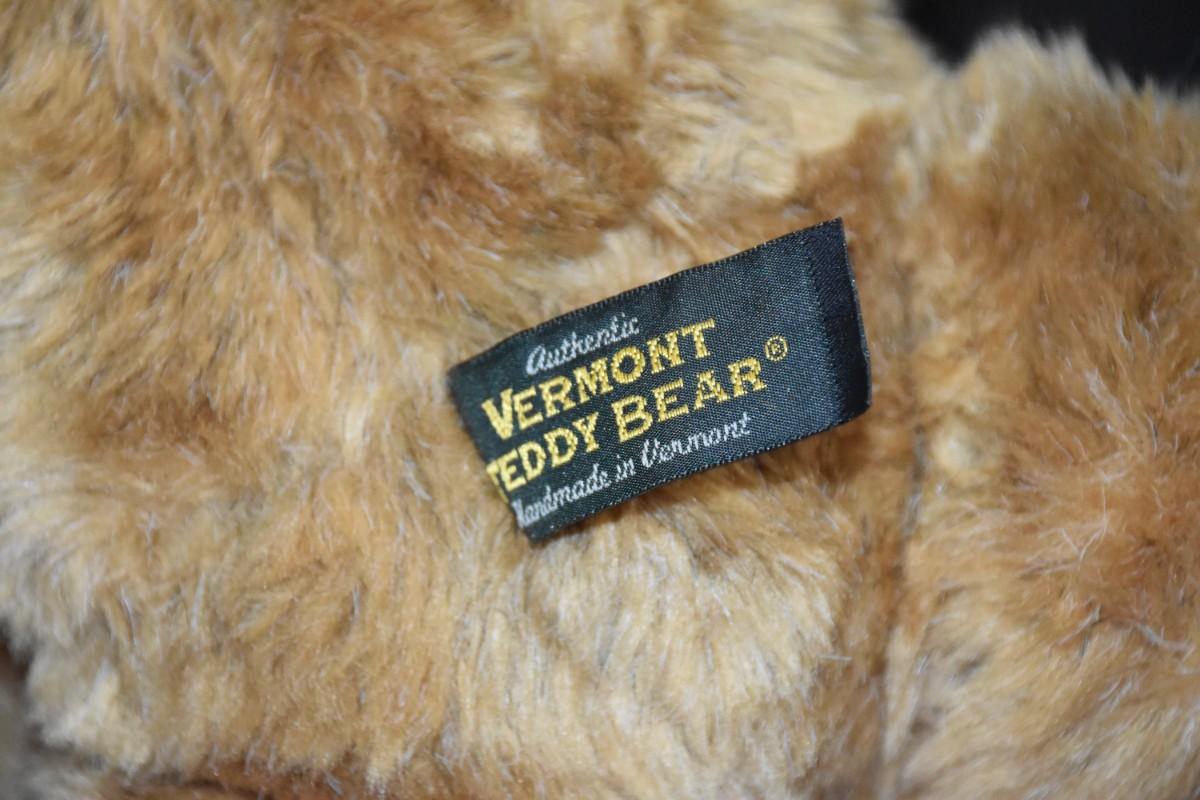 Authentic
VERMONT
TEDDY BEAR®
Handmade in Vermont